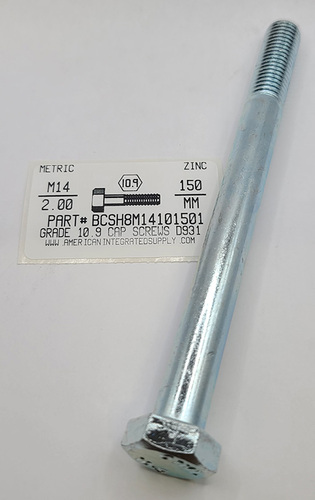 METRIC ZINC
M14 10.9 150
2.00 MM
PART# BCSH8M14101501
GRADE 10.9 CAP SCREWS D931
WWW.AMERICANINTEGRATEDSUPPLY.COM